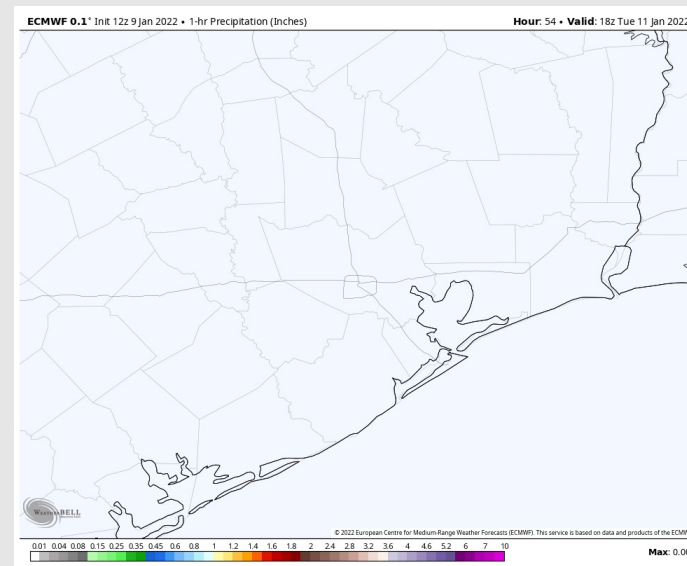 ECMWF 0.1° Init 12z 9 Jan 2022 • 1-hr Precipitation (Inches) Hour: 54 • Valid: 18z Tue 11 Jan 2022
WEATHERBELL
© 2022 European Centre for Medium-Range Weather Forecasts (ECMWF). This service is based on data and products of the ECMW
0.01 0.04 0.08 0.15 0.25 0.35 0.45 0.6 0.8 1 1.2 1.4 1.6 1.8 2 2.4 2.8 3.2 3.6 4 4.6 5.2 6 7 10
Max: 0.00